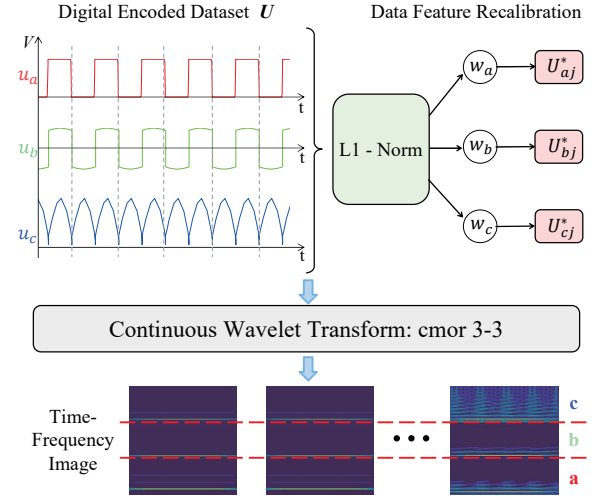 Digital Encoded Dataset U
Data Feature Recalibration
V
u_a
t
u_b
t
u_c
t
L1 - Norm
w_a
U*_aj
w_b
U*_bj
w_c
U*_cj
Continuous Wavelet Transform: cmor 3-3
Time-
Frequency
Image
c
b
a